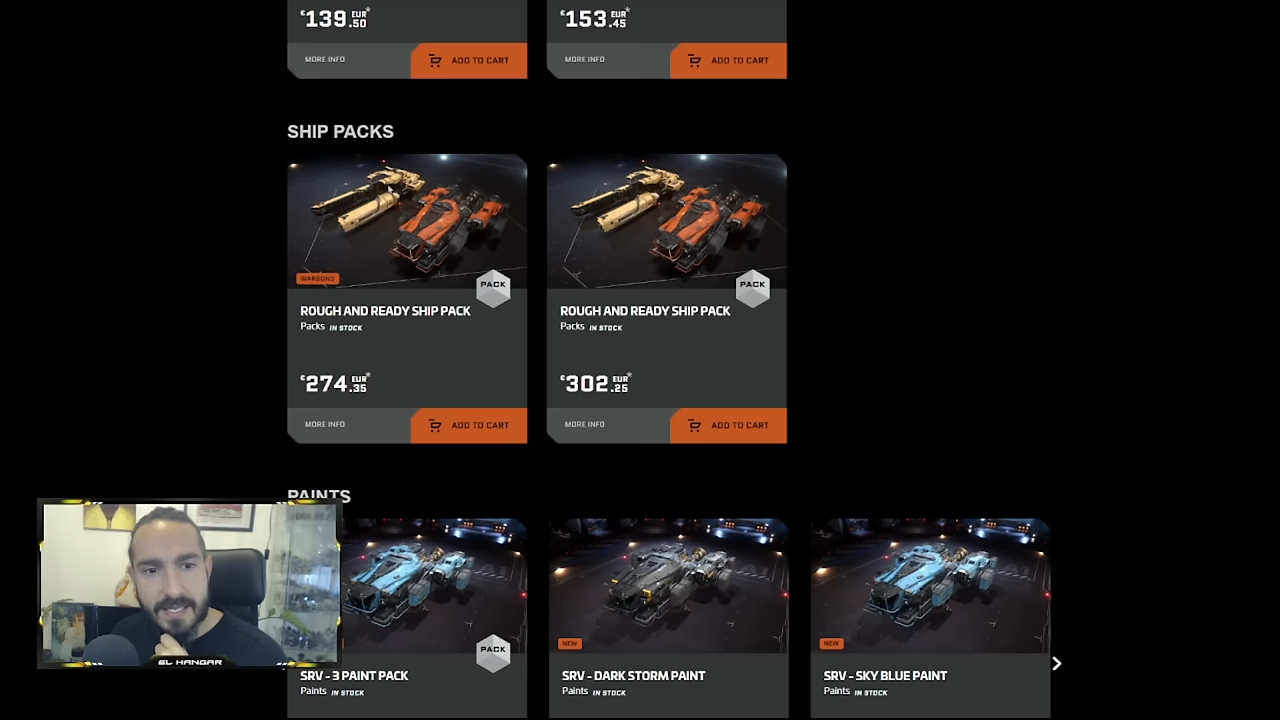 €139.50 EUR*
€153.45 EUR*
MORE INFO
ADD TO CART
MORE INFO
ADD TO CART
SHIP PACKS
WARBOND
PACK
PACK
ROUGH AND READY SHIP PACK
Packs IN STOCK
ROUGH AND READY SHIP PACK
Packs IN STOCK
€274.35 EUR*
€302.25 EUR*
MORE INFO
ADD TO CART
MORE INFO
ADD TO CART
PAINTS
PACK
NEW
NEW
SRV - 3 PAINT PACK
Paints IN STOCK
SRV - DARK STORM PAINT
Paints IN STOCK
SRV - SKY BLUE PAINT
Paints IN STOCK
EL HANGAR